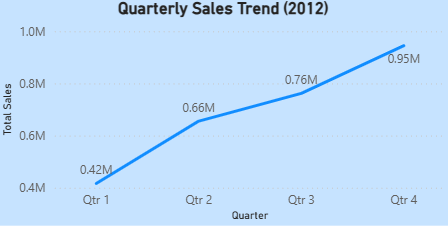 Quarterly Sales Trend (2012)
1.0M
0.8M
0.6M
0.4M
Total Sales
0.42M
0.66M
0.76M
0.95M
Qtr 1
Qtr 2
Qtr 3
Qtr 4
Quarter